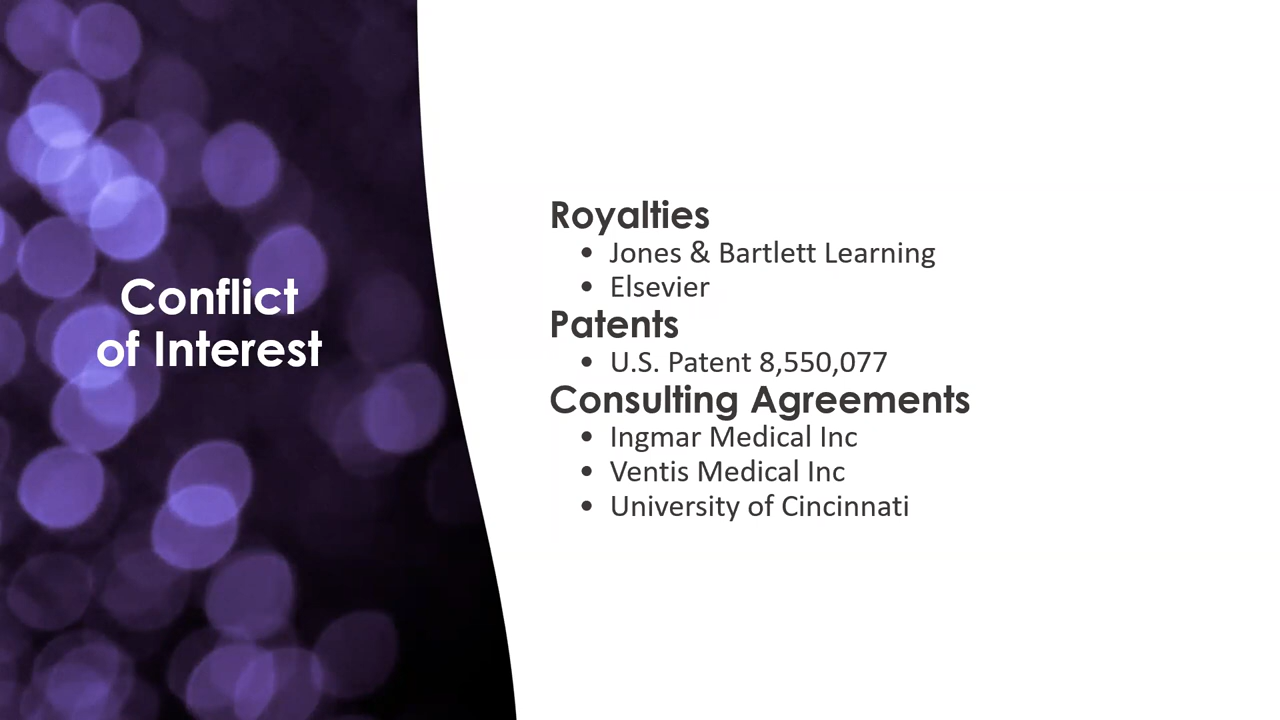 Conflict
of Interest
Royalties
• Jones & Bartlett Learning
• Elsevier
Patents
• U.S. Patent 8,550,077
Consulting Agreements
• Ingmar Medical Inc
• Ventis Medical Inc
• University of Cincinnati